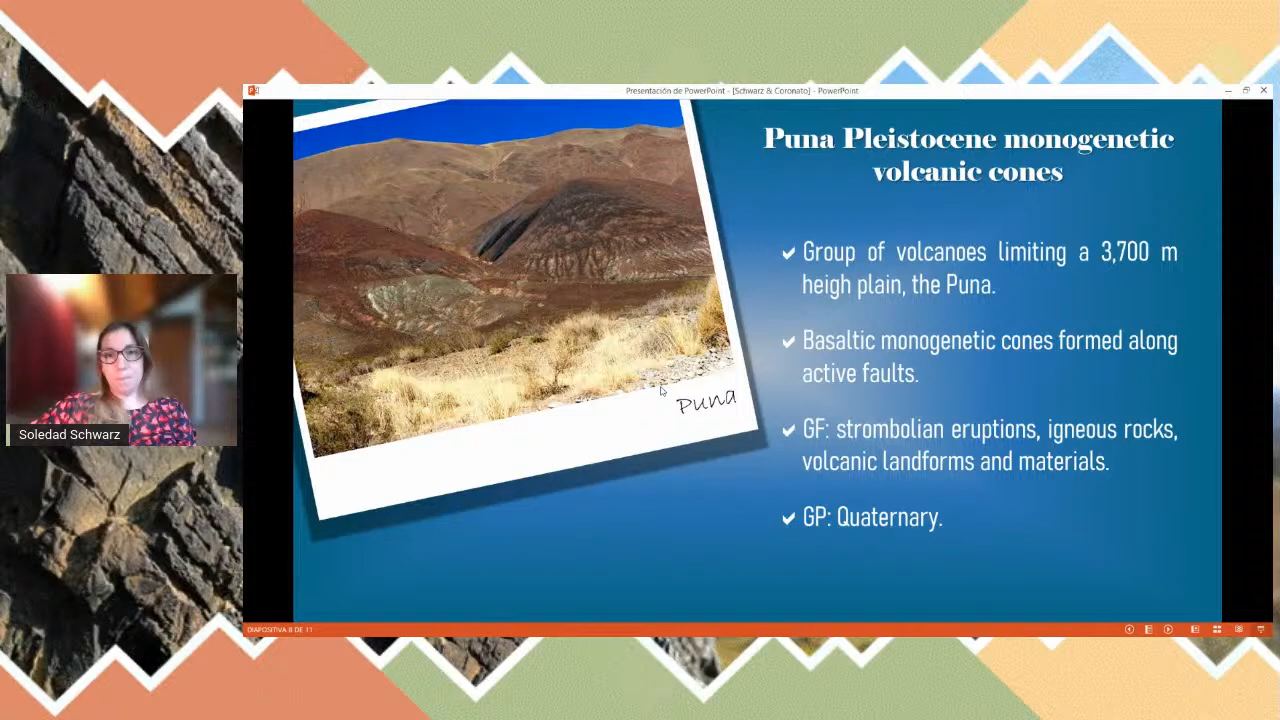 Presentación de PowerPoint - [Schwarz & Coronato] - PowerPoint
Puna Pleistocene monogenetic
volcanic cones
Group of volcanoes limiting a 3,700 m
heigh plain, the Puna.
Basaltic monogenetic cones formed along
active faults.
GF: strombolian eruptions, igneous rocks,
volcanic landforms and materials.
GP: Quaternary.
Puna
Soledad Schwarz
DIAPOSITIVA 8 DE 11